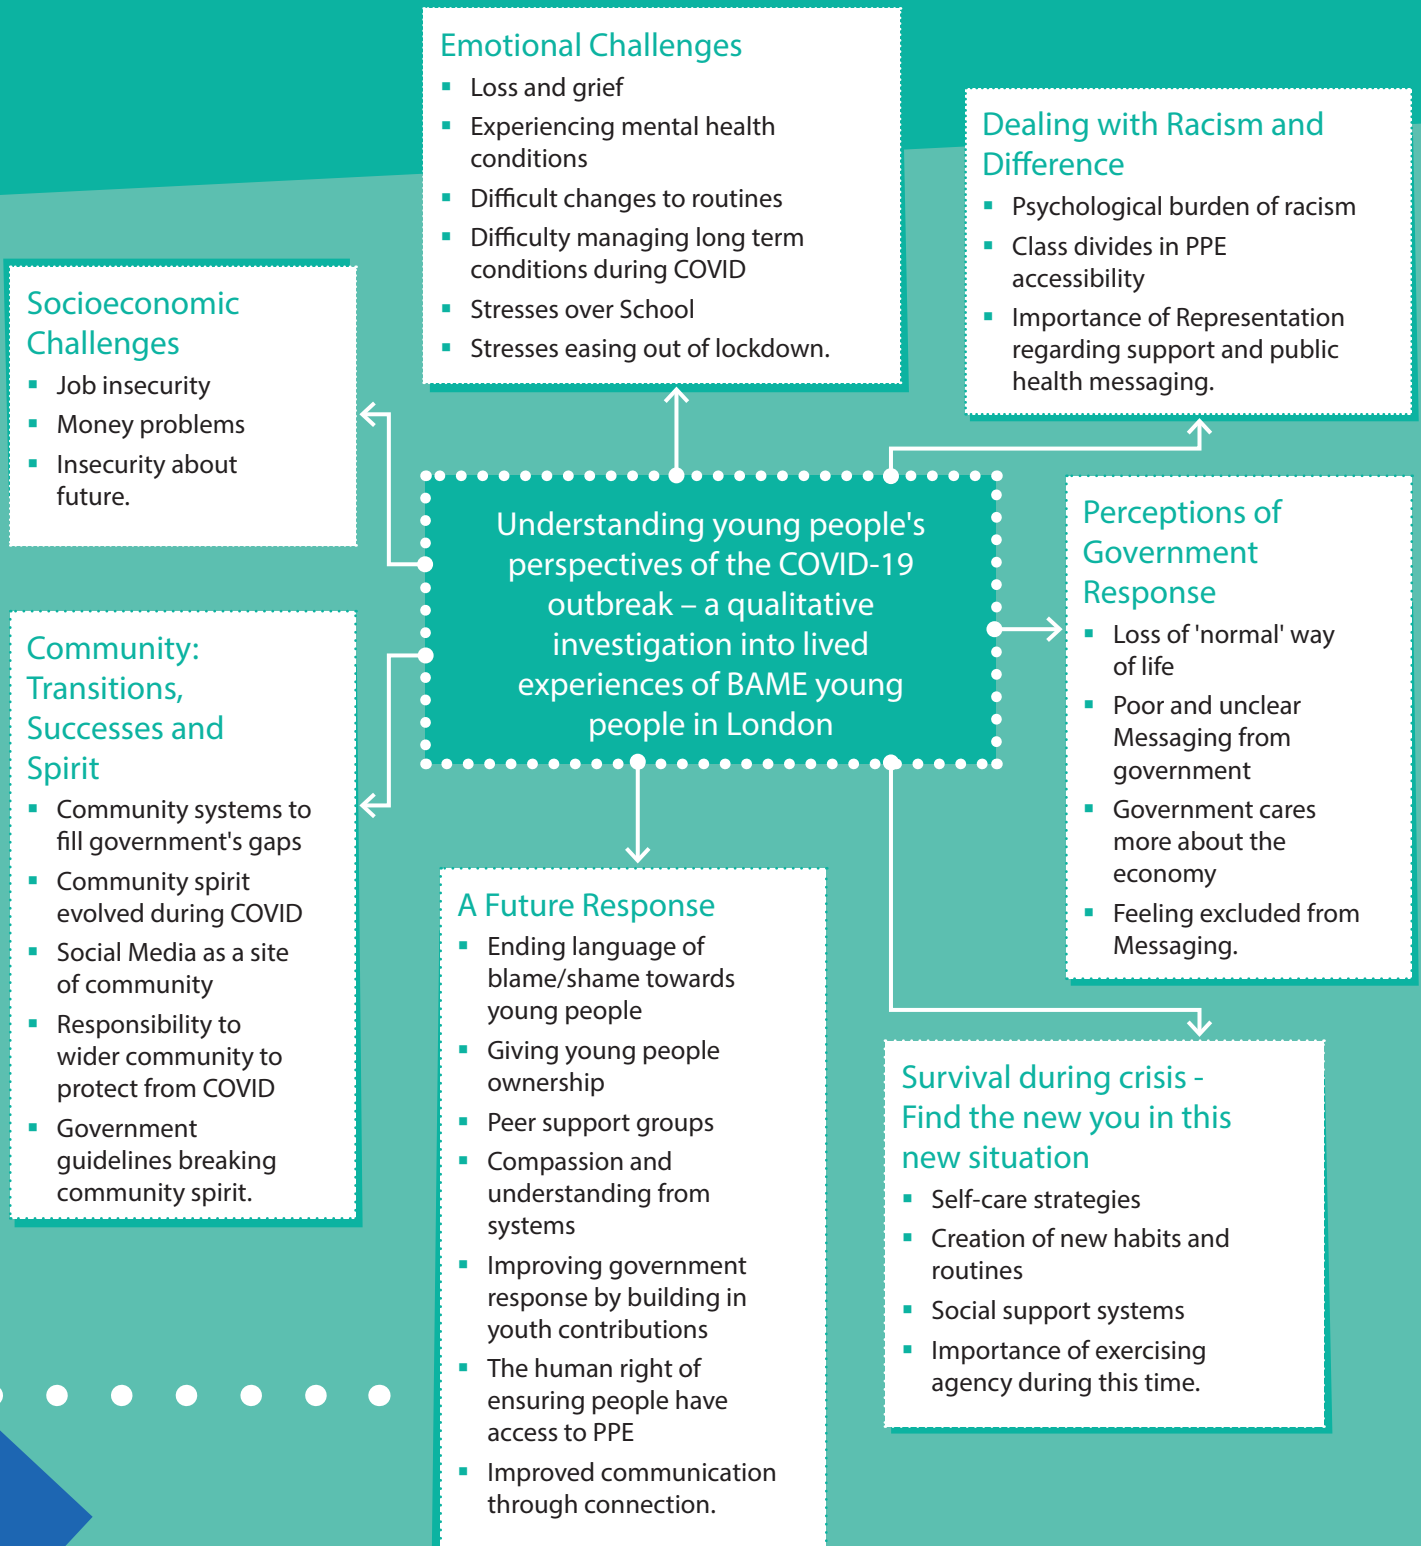 Emotional Challenges
▪ Loss and grief
▪ Experiencing mental health
conditions
▪ Difficult changes to routines
▪ Difficulty managing long term
conditions during COVID
▪ Stresses over School
▪ Stresses easing out of lockdown.
Dealing with Racism and
Difference
▪ Psychological burden of racism
▪ Class divides in PPE
accessibility
▪ Importance of Representation
regarding support and public
health messaging.
Socioeconomic
Challenges
▪ Job insecurity
▪ Money problems
▪ Insecurity about
future.
Understanding young people's
perspectives of the COVID-19
outbreak – a qualitative
investigation into lived
experiences of BAME young
people in London
Perceptions of
Government
Response
▪ Loss of 'normal' way
of life
▪ Poor and unclear
Messaging from
government
▪ Government cares
more about the
economy
▪ Feeling excluded from
Messaging.
Community:
Transitions,
Successes and
Spirit
▪ Community systems to
fill government's gaps
▪ Community spirit
evolved during COVID
▪ Social Media as a site
of community
▪ Responsibility to
wider community to
protect from COVID
▪ Government
guidelines breaking
community spirit.
A Future Response
▪ Ending language of
blame/shame towards
young people
▪ Giving young people
ownership
▪ Peer support groups
▪ Compassion and
understanding from
systems
▪ Improving government
response by building in
youth contributions
▪ The human right of
ensuring people have
access to PPE
▪ Improved communication
through connection.
Survival during crisis -
Find the new you in this
new situation
▪ Self-care strategies
▪ Creation of new habits and
routines
▪ Social support systems
▪ Importance of exercising
agency during this time.